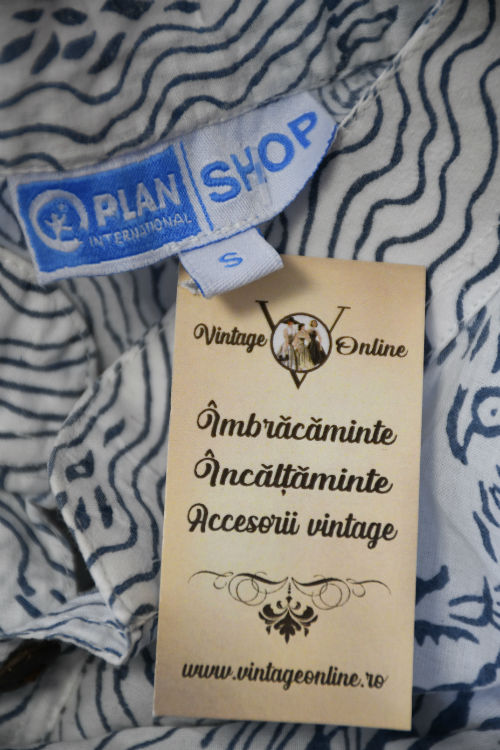 PLAN
INTERNATIONAL
SHOP
S
Vintage Online
Îmbrăcăminte
Încălțăminte
Accesorii vintage
www.vintageonline.ro